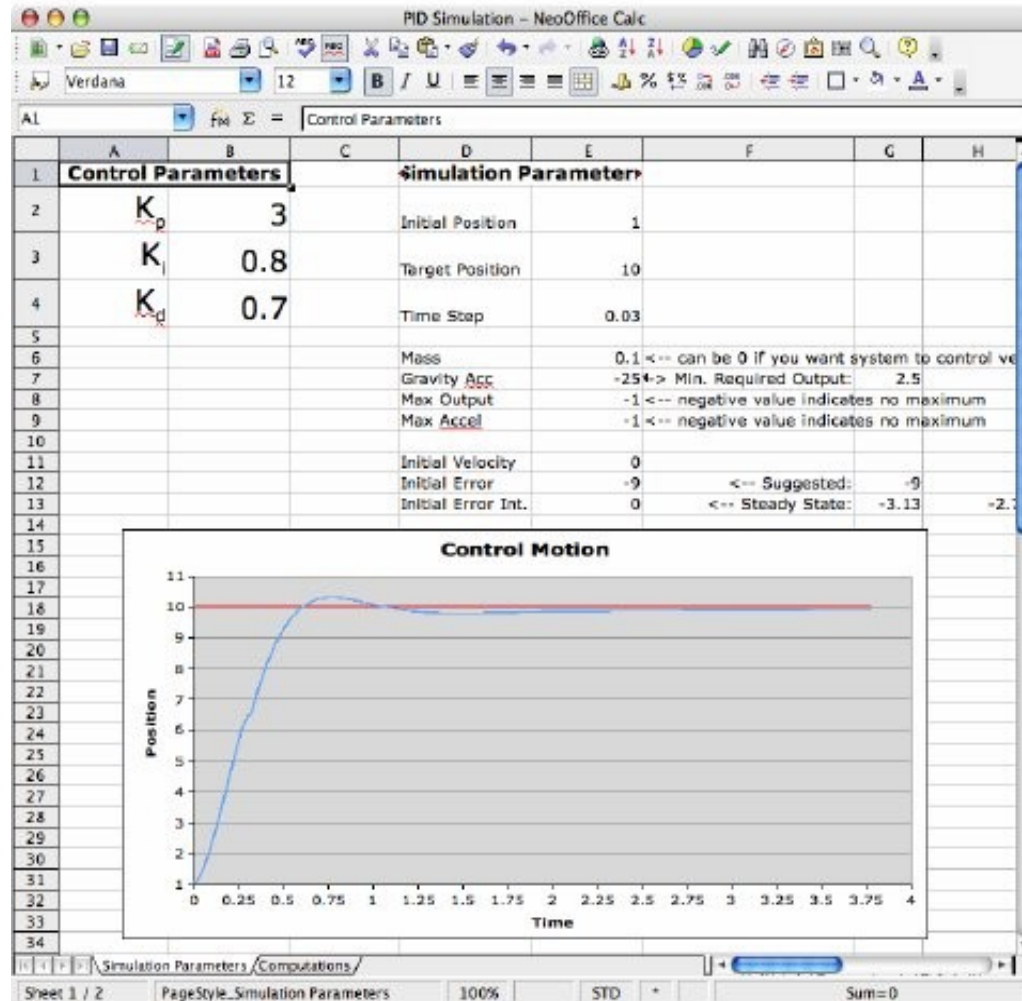 PID Simulation – NeoOffice Calc
Verdana 12 B I U A
A1 Σ = Control Parameters
A B C D E F G H
1 Control Parameters Simulation Parameter
2 Kp 3 Initial Position 1
3 Ki 0.8 Target Position 10
4 Kd 0.7 Time Step 0.03
5
6 Mass 0.1 <-- can be 0 if you want system to control ve
7 Gravity Acc -25 -> Min. Required Output: 2.5
8 Max Output -1 <-- negative value indicates no maximum
9 Max Accel -1 <-- negative value indicates no maximum
10
11 Initial Velocity 0
12 Initial Error -9 <-- Suggested: -9
13 Initial Error Int. 0 <-- Steady State: -3.13 -2.
14
15 Control Motion
16
17 11
18 10
19
20 9
21 8
22
23 7
24 6
25 5
26
27 4
28
29 3
30 2
31 1
32 0 0.25 0.5 0.75 1 1.25 1.5 1.75 2 2.25 2.5 2.75 3 3.25 3.5 3.75 4
33 Time
34
Position
Simulation Parameters Computations
Sheet 1 / 2 PageStyle_Simulation Parameters 100% STD * Sum=0